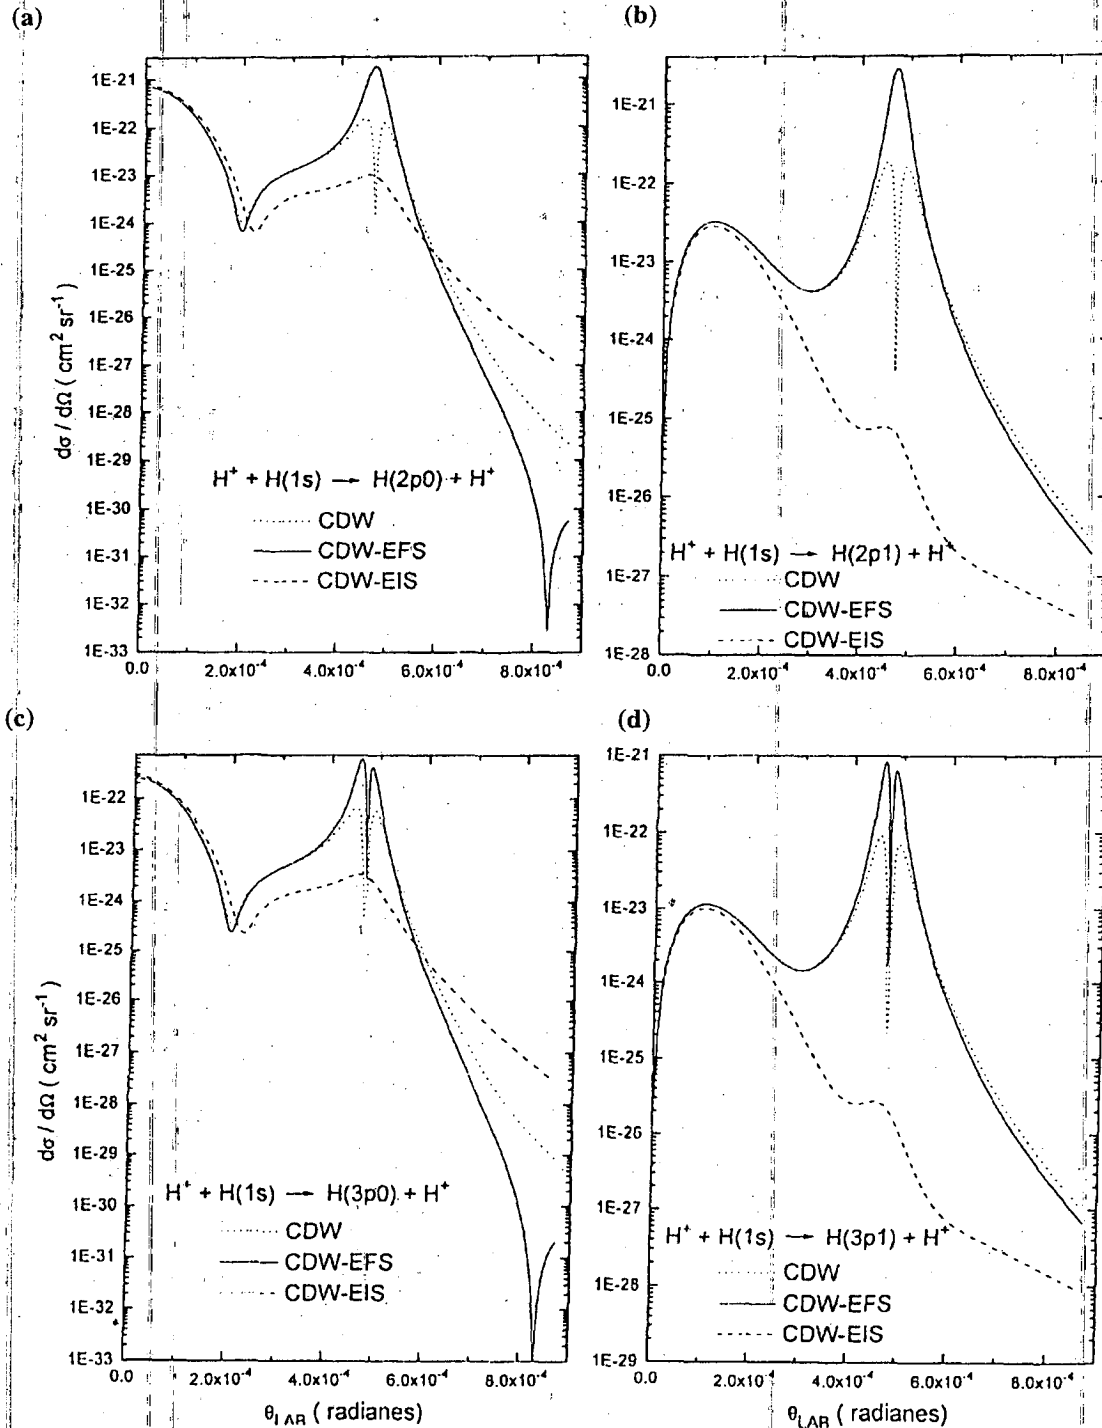 (a)
1E-21
1E-22
1E-23
1E-24
1E-25
1E-26
1E-27
1E-28
1E-29
1E-30
1E-31
1E-32
1E-33
dσ / dΩ ( cm² sr⁻¹)
H⁺ + H(1s) → H(2p0) + H⁺
CDW
CDW-EFS
CDW-EIS
0.0 2.0x10⁻⁴ 4.0x10⁻⁴ 6.0x10⁻⁴ 8.0x10⁻⁴
(b)
1E-21
1E-22
1E-23
1E-24
1E-25
1E-26
1E-27
1E-28
H⁺ + H(1s) → H(2p1) + H⁺
CDW
CDW-EFS
CDW-EIS
0.0 2.0x10⁻⁴ 4.0x10⁻⁴ 6.0x10⁻⁴ 8.0x10⁻⁴
(c)
1E-22
1E-23
1E-24
1E-25
1E-26
1E-27
1E-28
1E-29
1E-30
1E-31
1E-32
1E-33
dσ / dΩ ( cm² sr⁻¹)
H⁺ + H(1s) → H(3p0) + H⁺
CDW
CDW-EFS
CDW-EIS
0.0 2.0x10⁻⁴ 4.0x10⁻⁴ 6.0x10⁻⁴ 8.0x10⁻⁴
θLAB ( radianes)
(d)
1E-21
1E-22
1E-23
1E-24
1E-25
1E-26
1E-27
1E-28
1E-29
H⁺ + H(1s) → H(3p1) + H⁺
CDW
CDW-EFS
CDW-EIS
0.0 2.0x10⁻⁴ 4.0x10⁻⁴ 6.0x10⁻⁴ 8.0x10⁻⁴
θLAB ( radianes)